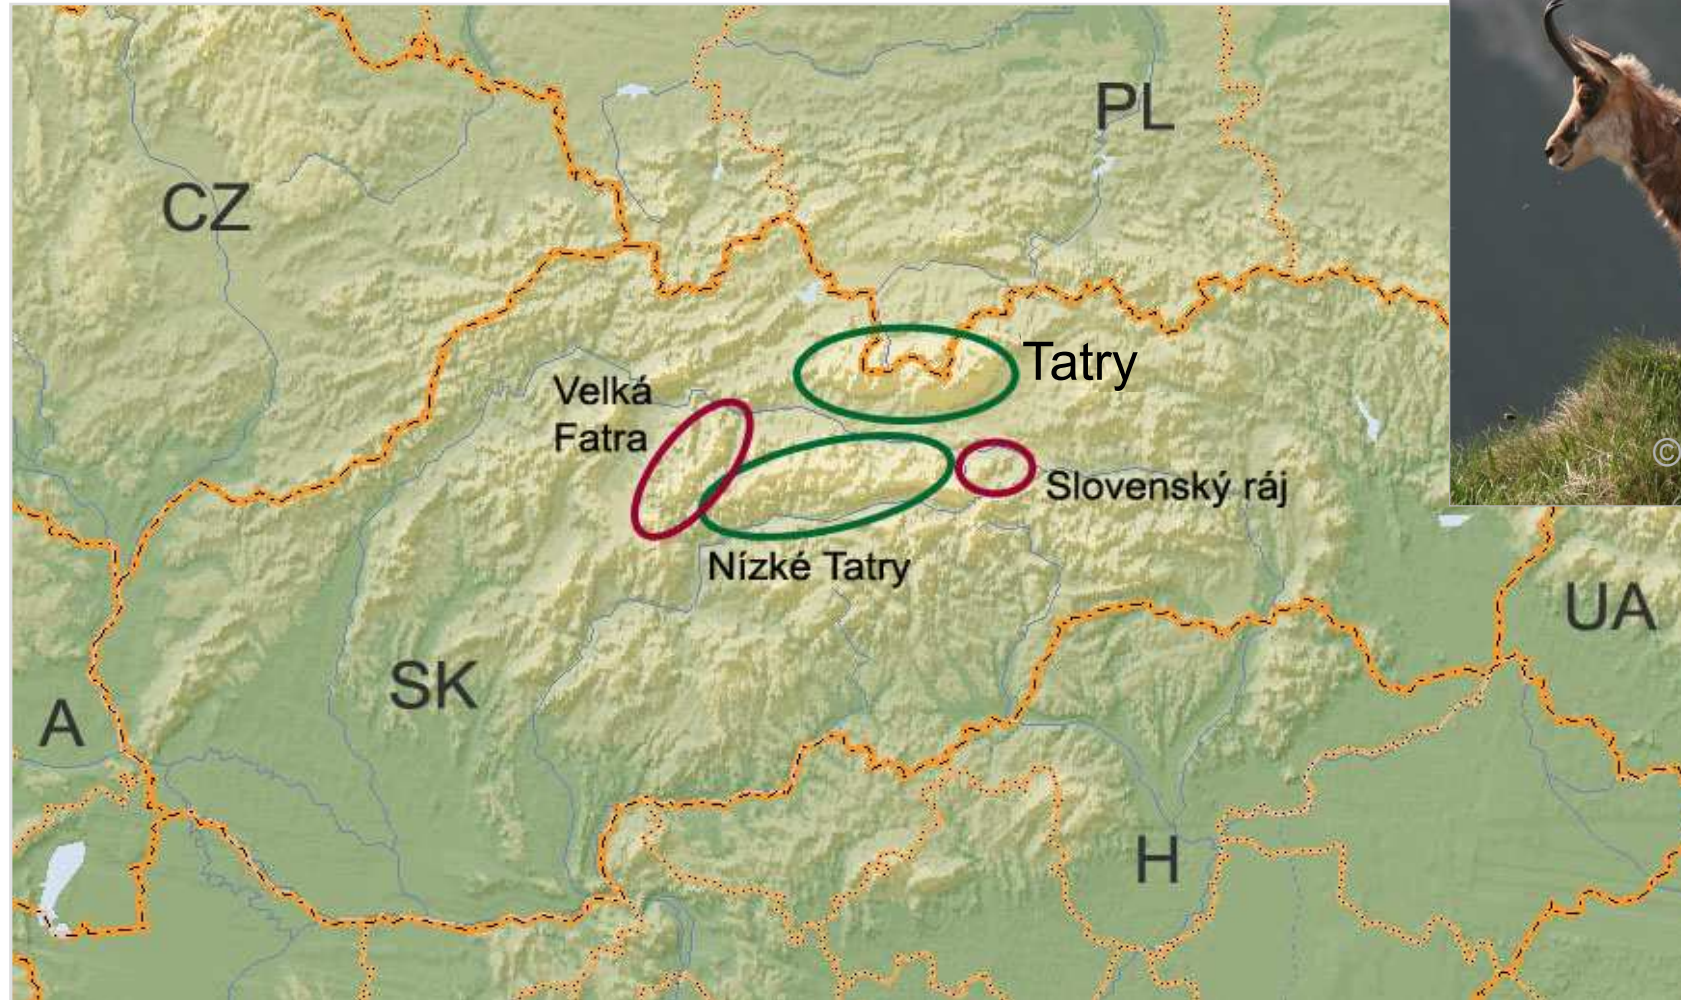 PL
CZ
Tatry
Velká
Fatra
Slovenský ráj
Nízké Tatry
UA
SK
A
H
©